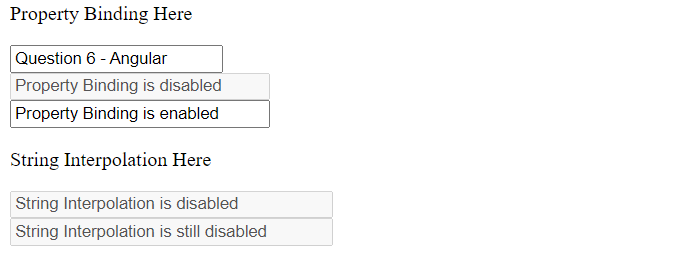 Property Binding Here
Question 6 - Angular
Property Binding is disabled
Property Binding is enabled
String Interpolation Here
String Interpolation is disabled
String Interpolation is still disabled